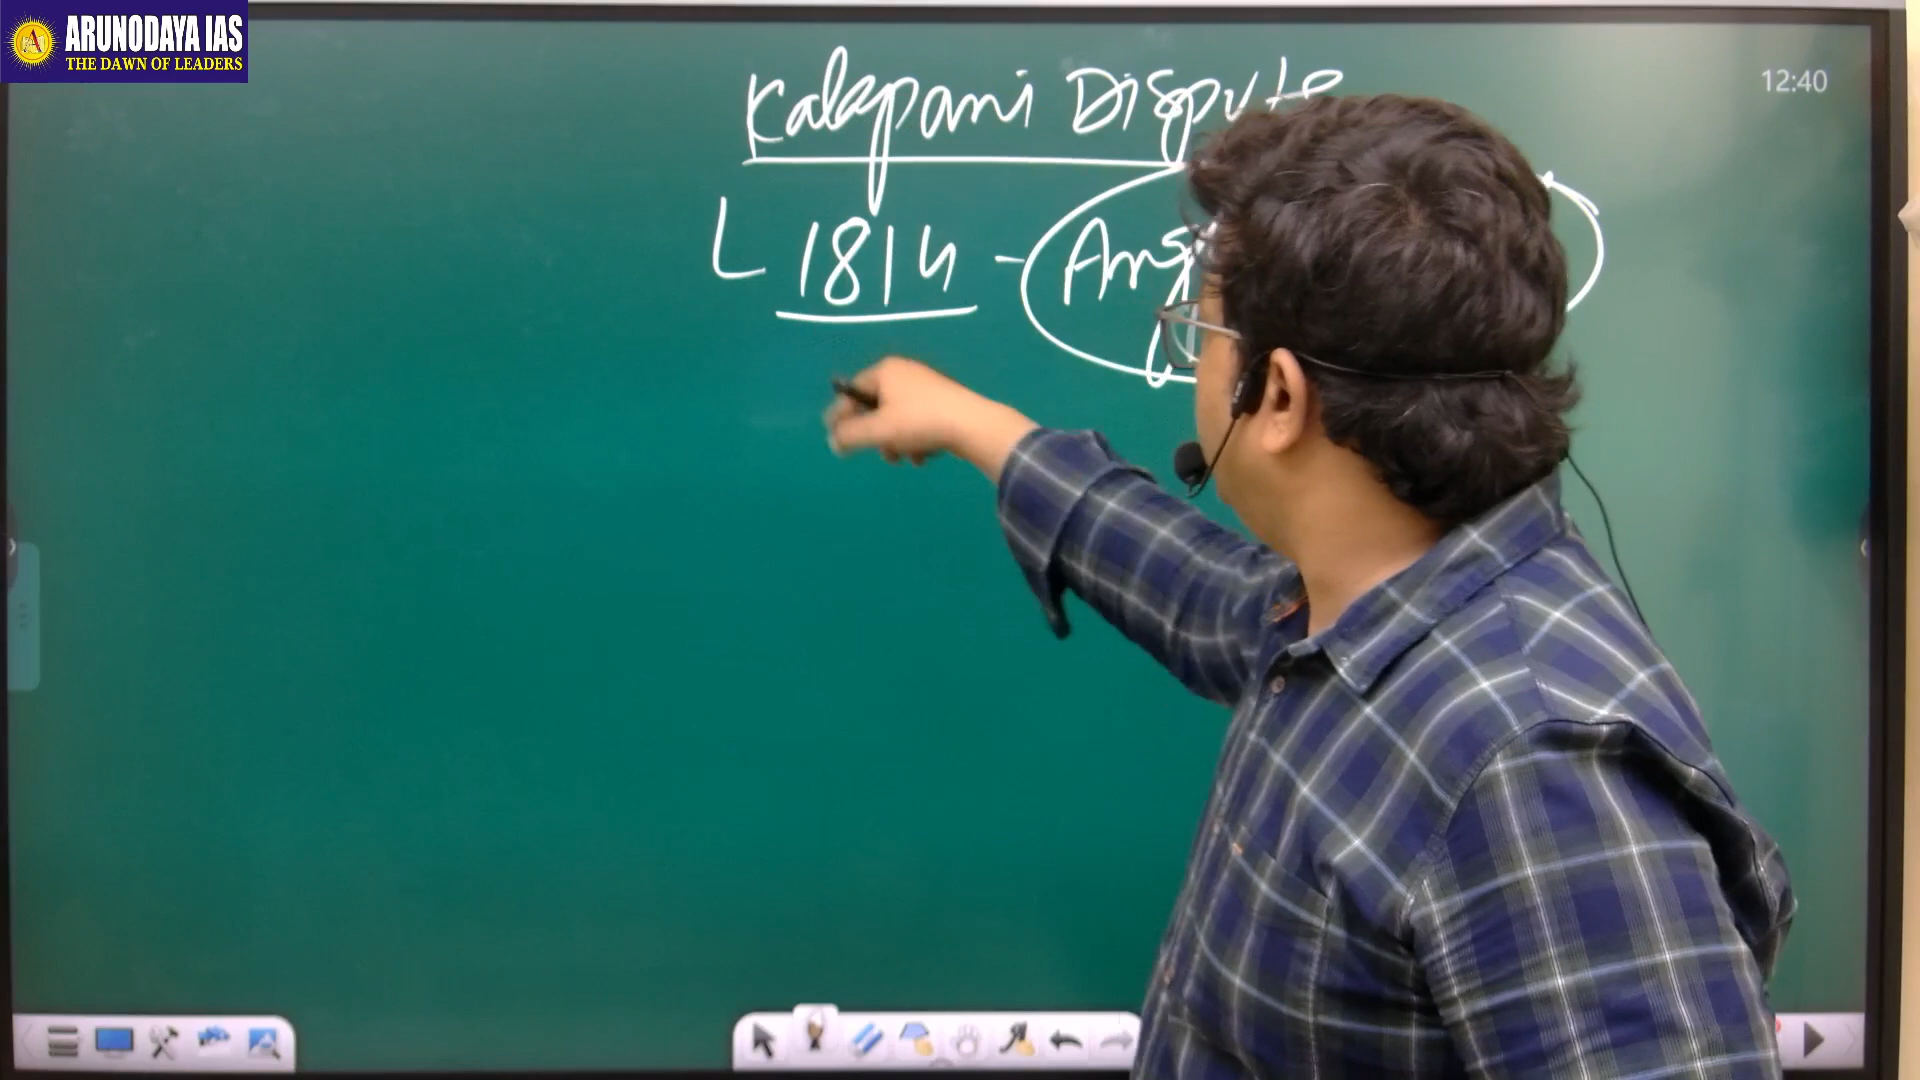 ARUNODAYA IAS
THE DAWN OF LEADERS
12:40
Kalapani Dispute
1814 -